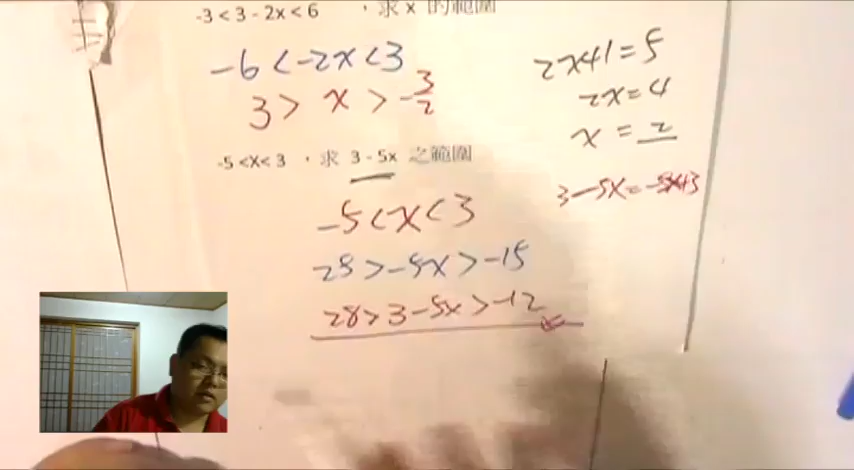 -3<3-2x<6 ,求 x 的範圍
-6<-2x<3
3> x >-3/2
2x+1=5
2x=4
x = 2
-5<x<3 ,求 3-5x 之範圍
3-5x=-5x+3
-5<x<3
25>-5x>-15
28>3-5x>-12